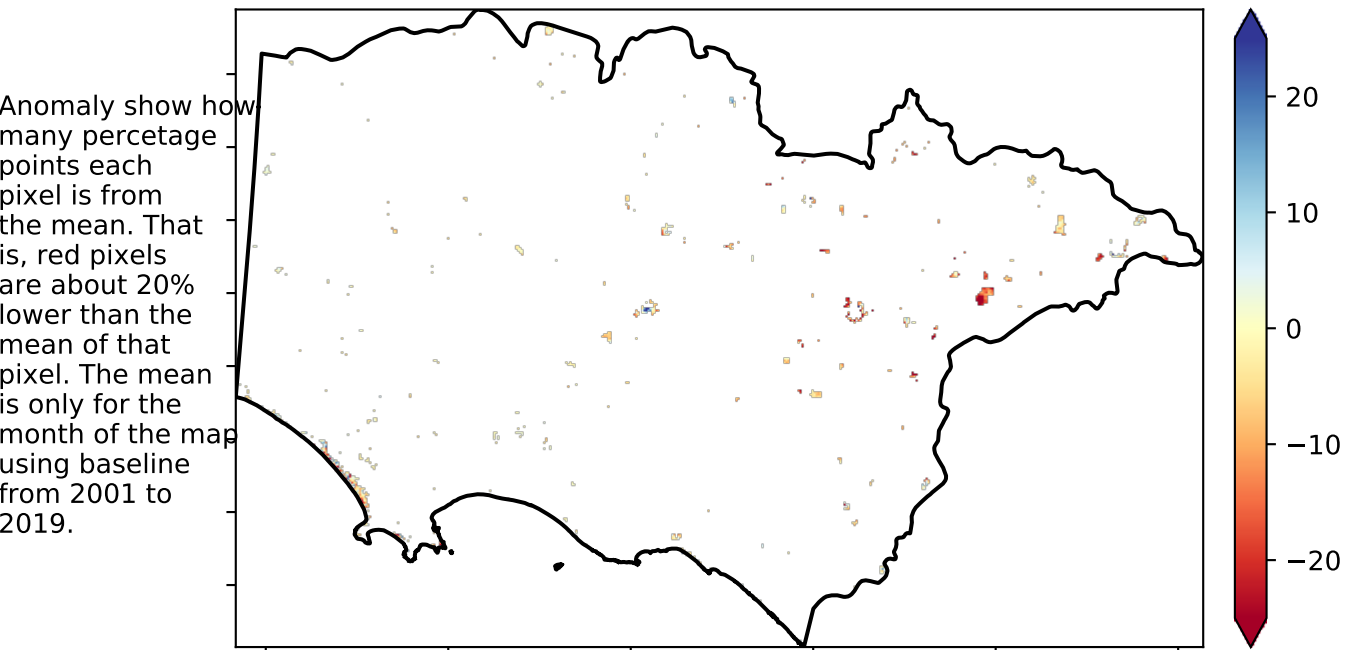 Anomaly show how
many percetage
points each
pixel is from
the mean. That
is, red pixels
are about 20%
lower than the
mean of that
pixel. The mean
is only for the
month of the map
using baseline
from 2001 to
2019.
20
10
0
−10
−20